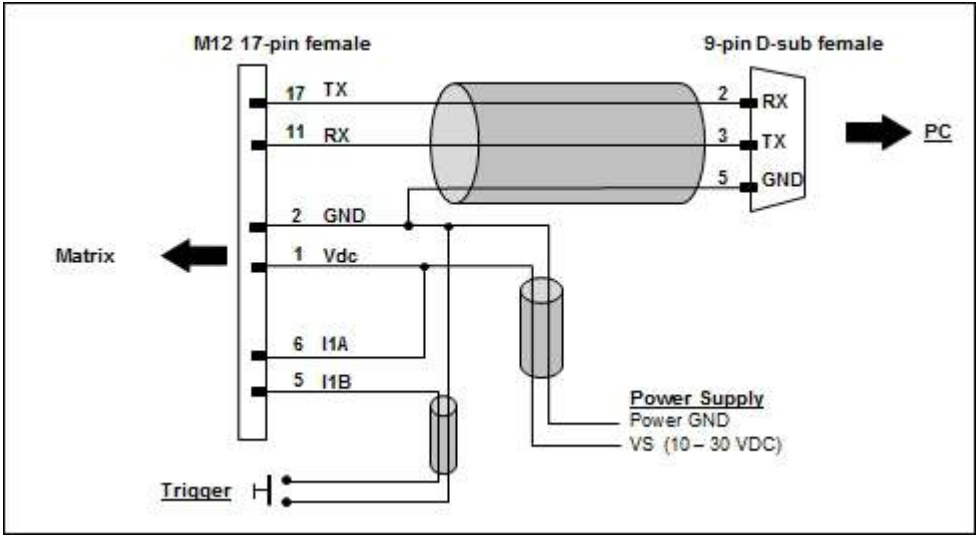 M12 17-pin female
9-pin D-sub female
17 TX
2 RX
11 RX
3 TX
PC
5 GND
2 GND
Matrix
1 Vdc
6 I1A
5 I1B
Power Supply
Power GND
VS (10 – 30 VDC)
Trigger